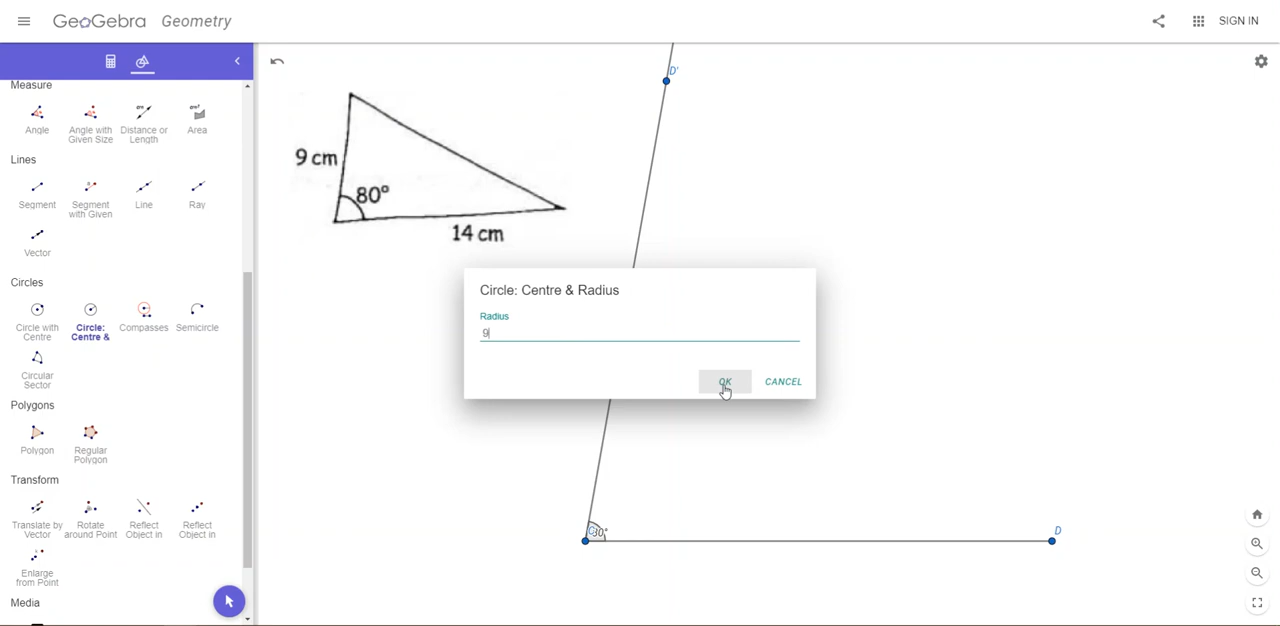 GeoGebra Geometry
SIGN IN
Measure
Angle
Angle with Given Size
Distance or Length
Area
Lines
Segment
Segment with Given
Line
Ray
Vector
Circles
Circle with Centre
Circle: Centre &
Compasses
Semicircle
Circular Sector
Polygons
Polygon
Regular Polygon
Transform
Translate by Vector
Rotate around Point
Reflect Object in
Reflect Object in
Enlarge from Point
Media
9 cm
80°
14 cm
D'
Circle: Centre & Radius
Radius
9
OK
CANCEL
D